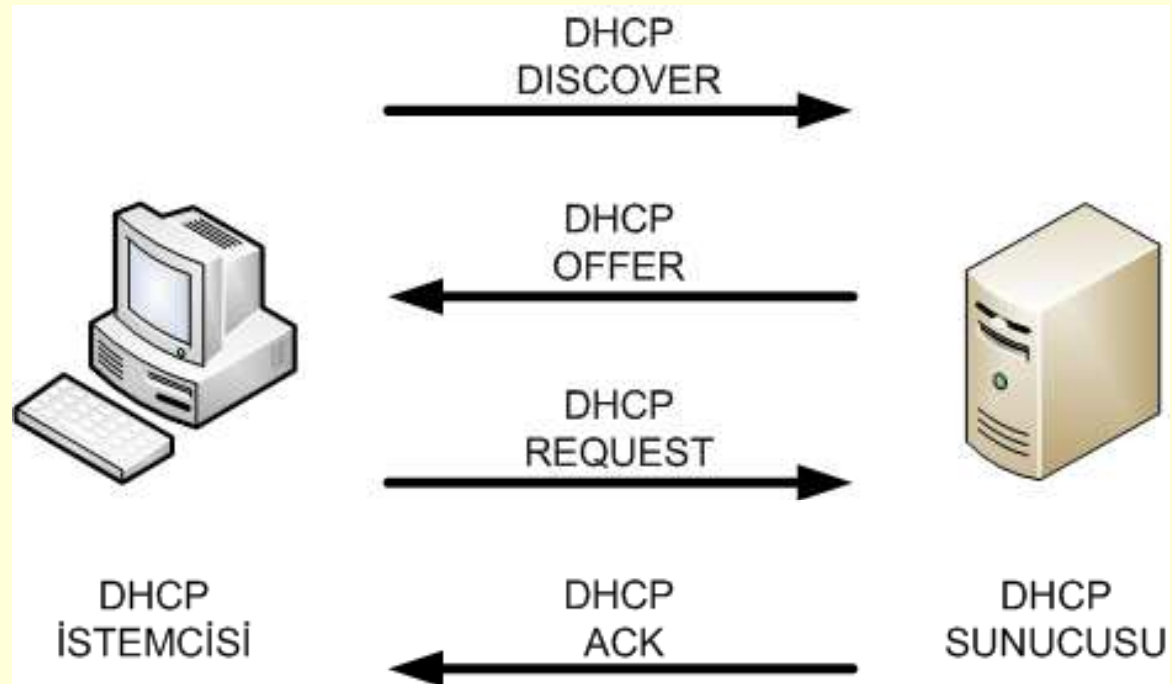 DHCP
DISCOVER
DHCP
OFFER
DHCP
REQUEST
DHCP
İSTEMCİSİ
DHCP
ACK
DHCP
SUNUCUSU